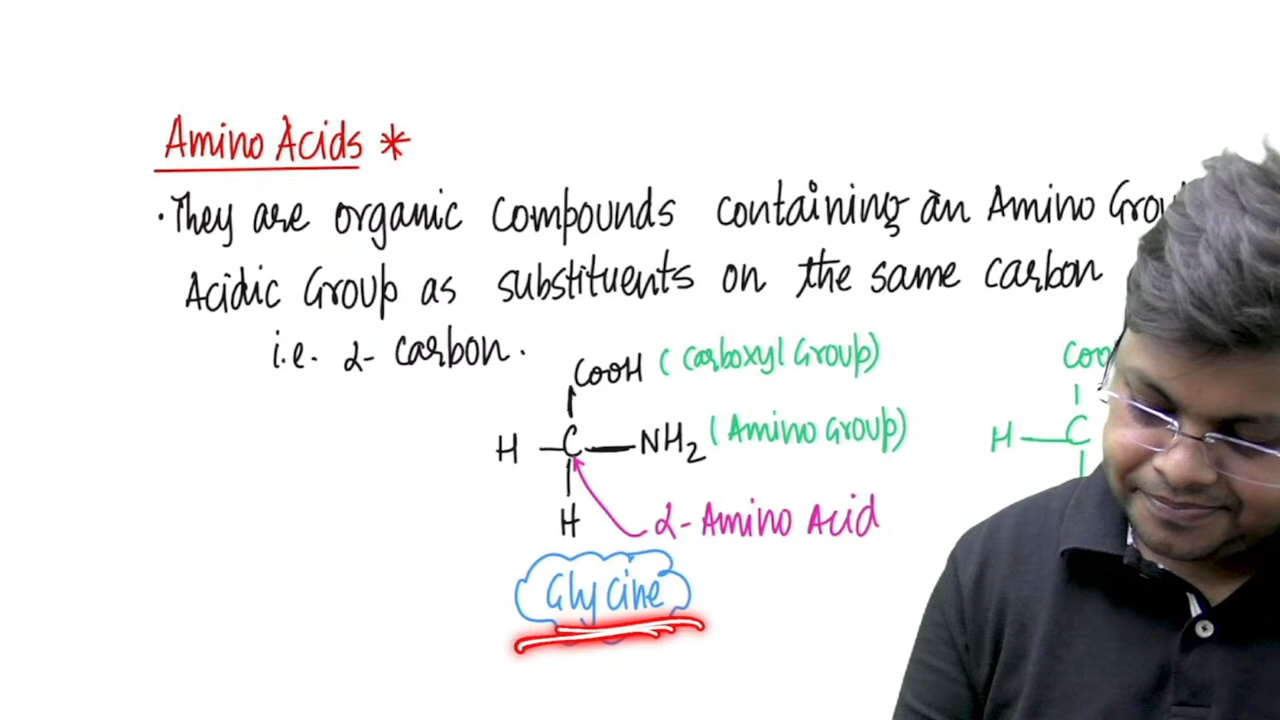 Amino Acids *
• They are organic compounds containing an Amino
Acidic Group as substituents on the same carbon
i.e. α- carbon.
COOH (Carboxyl Group)
H – C — NH2 (Amino Group)
H
α- Amino Acid
Glycine
H — C